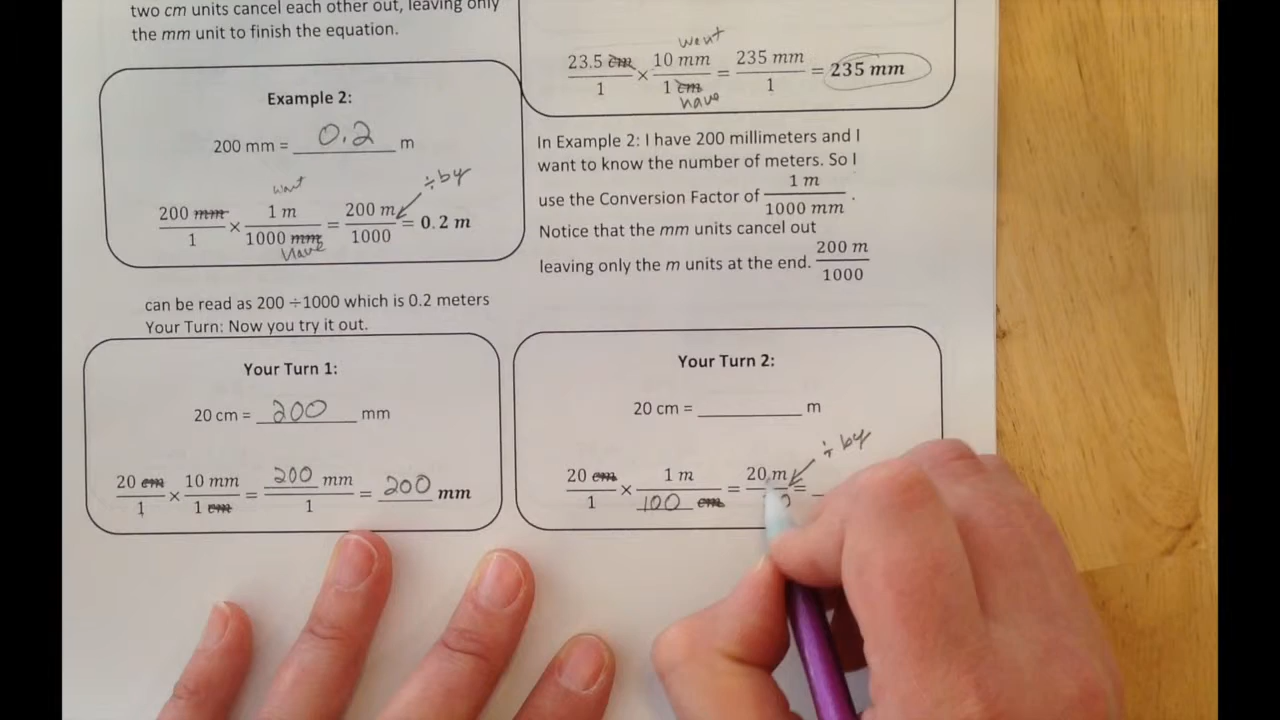 two cm units cancel each other out, leaving only
the mm unit to finish the equation.
Example 2:
200 mm = 0.2 m
want
200 mm / 1 × 1 m / 1000 mm = 200 m / 1000 = 0.2 m
÷ by
have
can be read as 200 ÷1000 which is 0.2 meters
Your Turn: Now you try it out.
want
23.5 cm / 1 × 10 mm / 1 cm = 235 mm / 1 = 235 mm
have
In Example 2: I have 200 millimeters and I
want to know the number of meters. So I
use the Conversion Factor of 1 m / 1000 mm .
Notice that the mm units cancel out
leaving only the m units at the end. 200 m / 1000
Your Turn 1:
20 cm = 200 mm
20 cm / 1 × 10 mm / 1 cm = 200 mm / 1 = 200 mm
Your Turn 2:
20 cm = ________ m
÷ by
20 cm / 1 × 1 m / 100 cm = 20 m / =